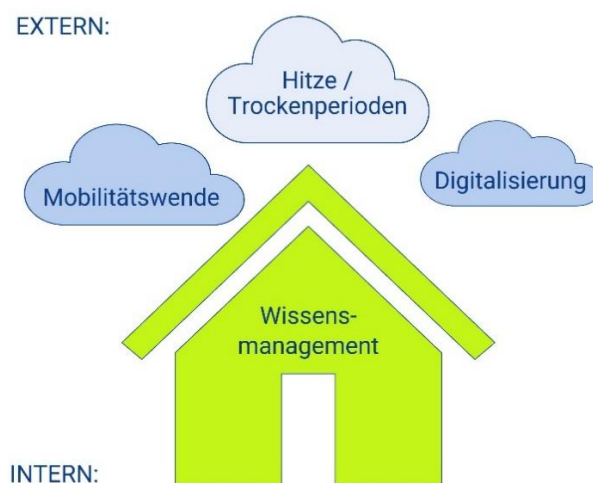 EXTERN:
Hitze /
Trockenperioden
Mobilitätswende
Digitalisierung
Wissens-
management
INTERN: